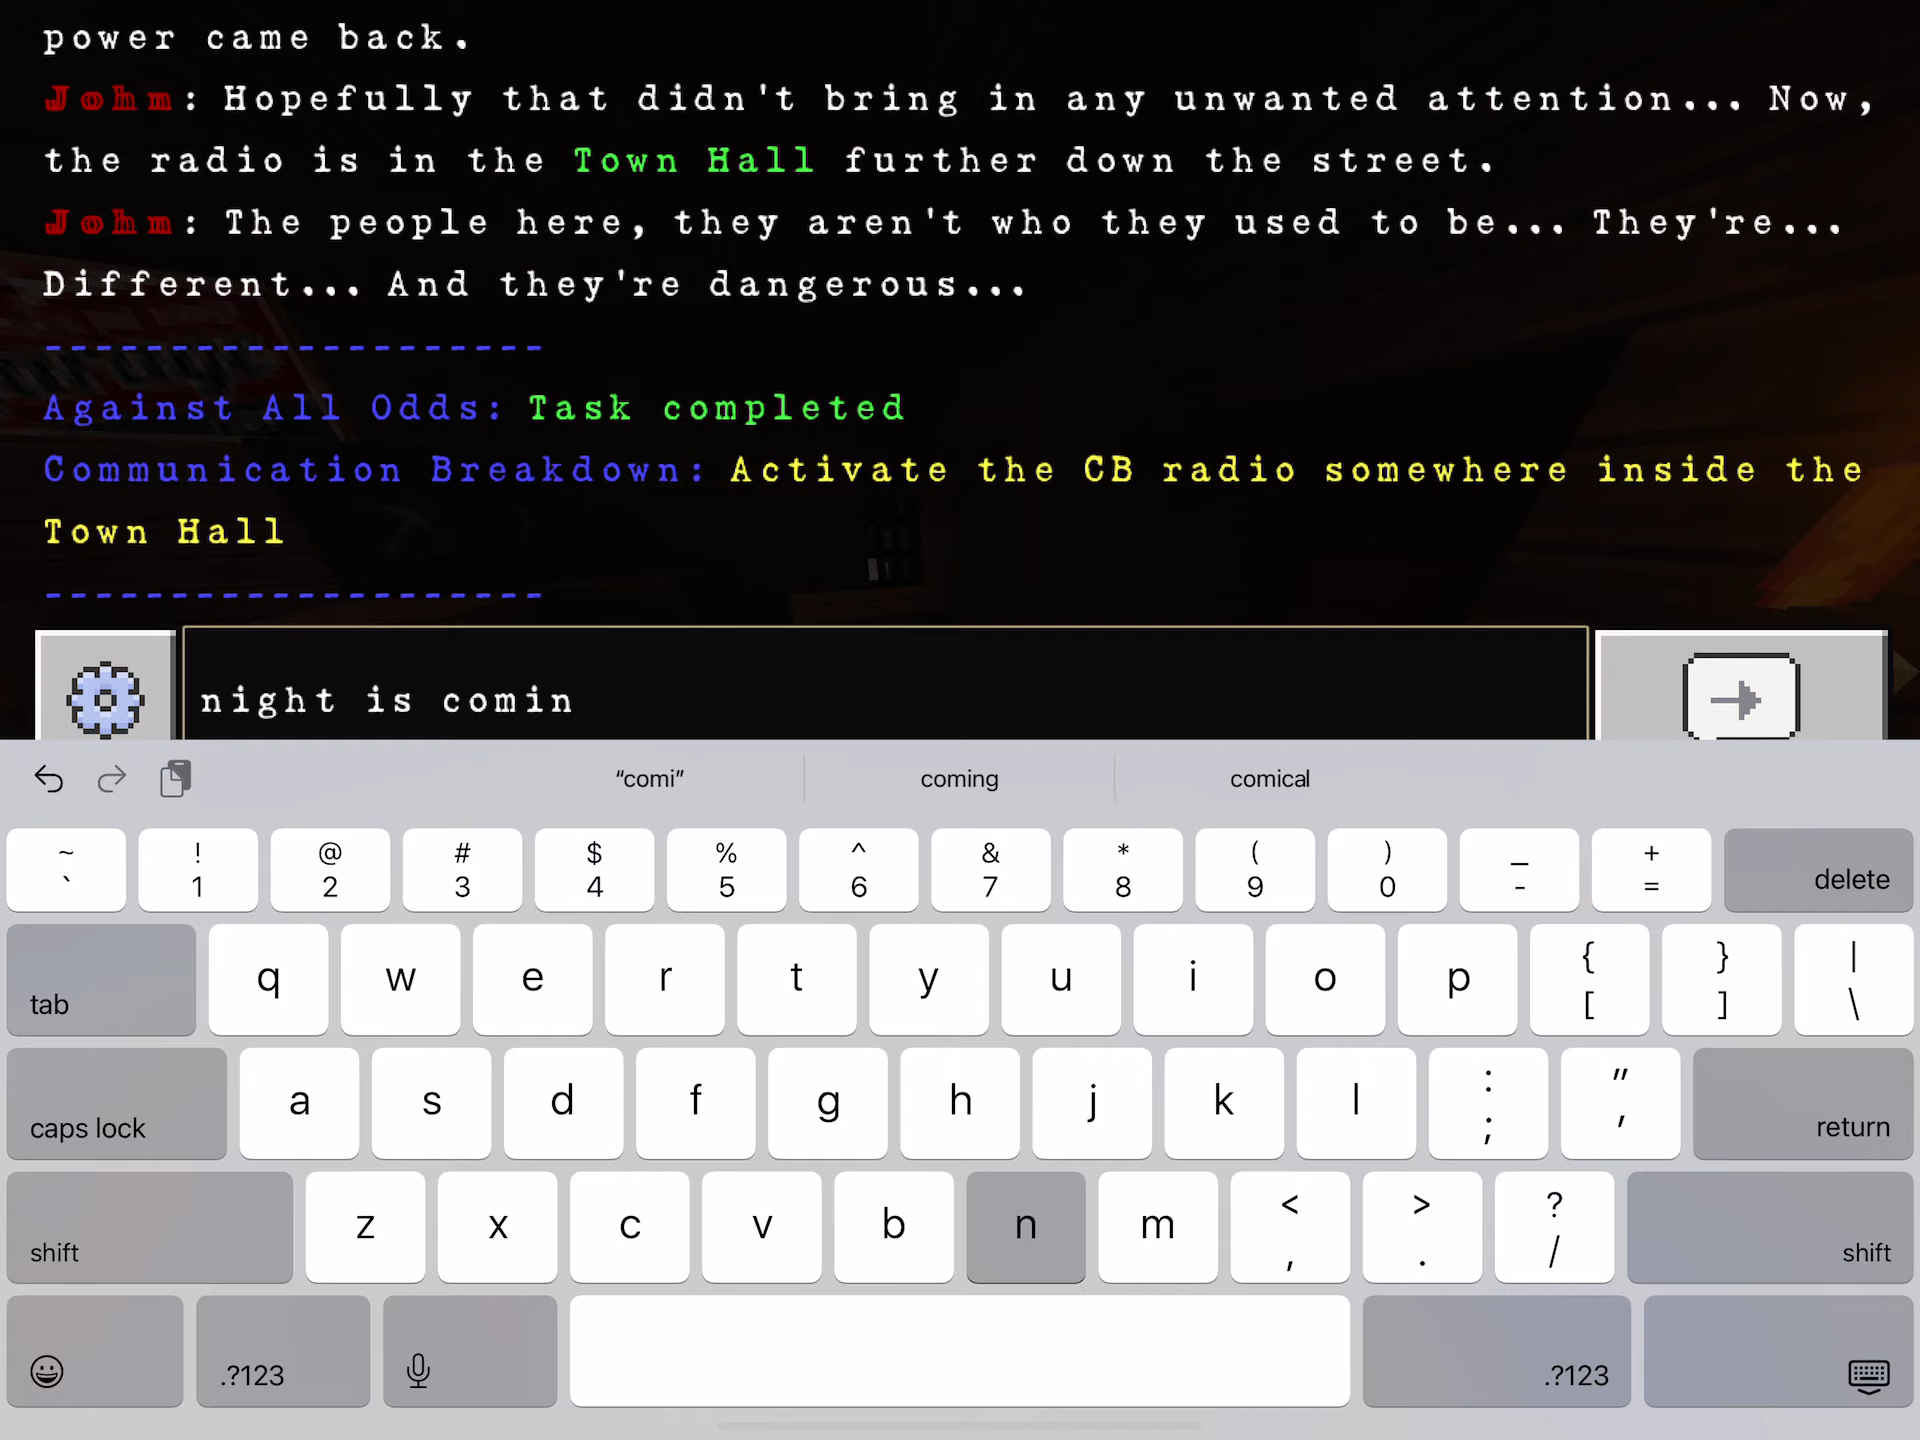 power came back.
John: Hopefully that didn't bring in any unwanted attention... Now,
the radio is in the Town Hall further down the street.
John: The people here, they aren't who they used to be... They're...
Different... And they're dangerous...
--------------------
Against All Odds: Task completed
Communication Breakdown: Activate the CB radio somewhere inside the
Town Hall
--------------------
night is comin
“comi” coming comical
~ ! @ # $ % ^ & * ( ) _ +
` 1 2 3 4 5 6 7 8 9 0 - = delete
tab q w e r t y u i o p { [ } ] | \
caps lock a s d f g h j k l : ; " ' return
shift z x c v b n m < , > . ? / shift
.?123 .?123